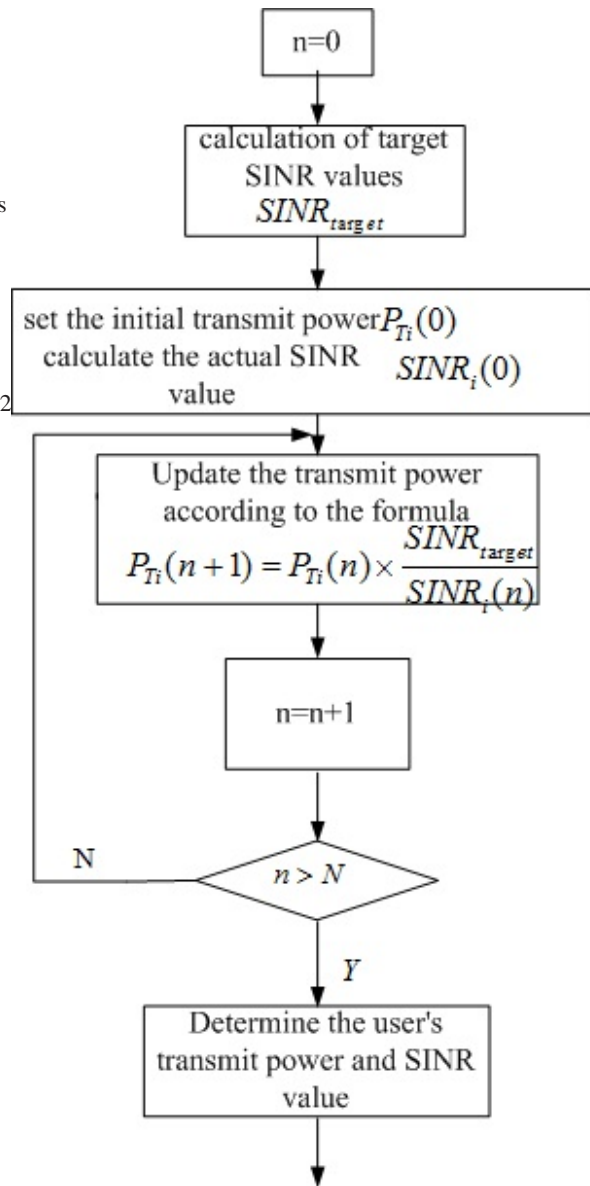 n=0
calculation of target
SINR values
SINR_target
s
set the initial transmit power P_Ti(0)
calculate the actual SINR SINR_i(0)
value
2
Update the transmit power
according to the formula
P_Ti(n+1) = P_Ti(n) × SINR_target / SINR_i(n)
n=n+1
n > N
N
Y
Determine the user's
transmit power and SINR
value